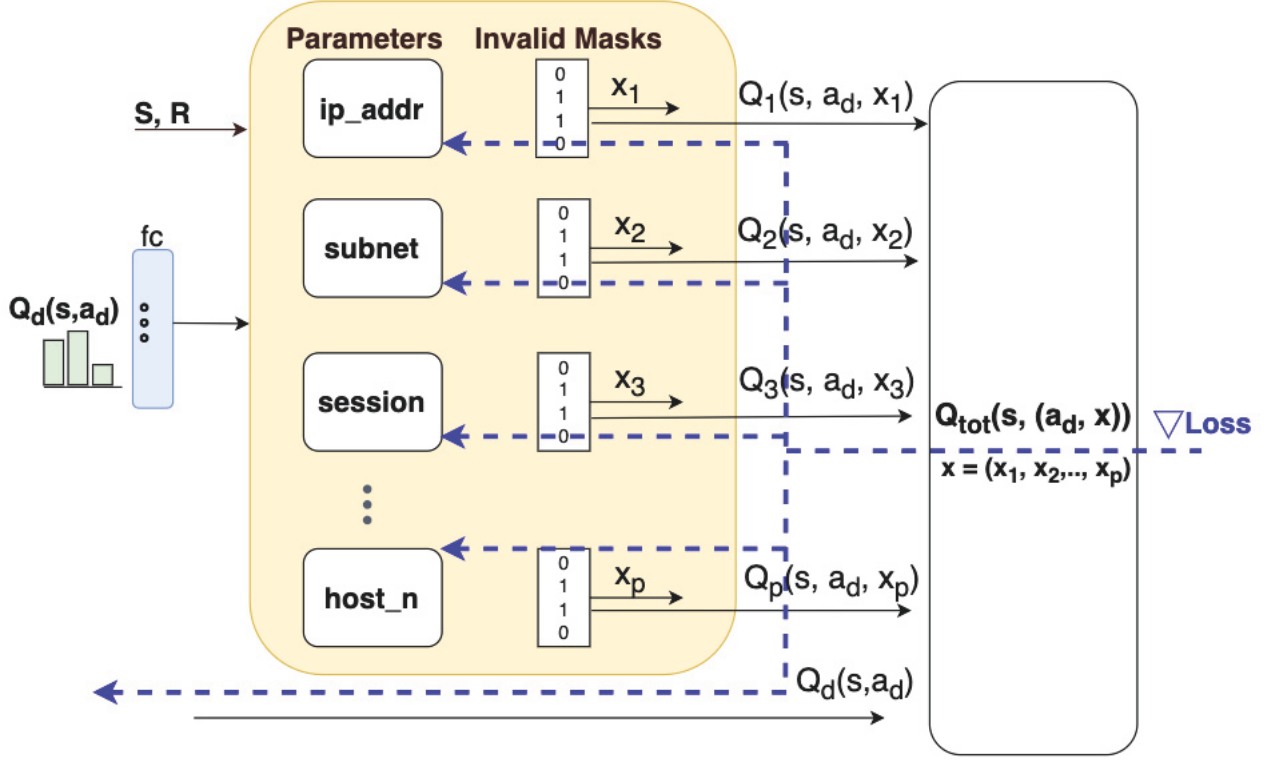 Parameters Invalid Masks
S, R
ip_addr
0
1
1
0
x1
Q1(s, ad, x1)
subnet
0
1
1
0
x2
Q2(s, ad, x2)
fc
Qd(s,ad)
session
0
1
1
0
x3
Q3(s, ad, x3)
Qtot(s, (ad, x))
x = (x1, x2,.., xp)
▽Loss
host_n
0
1
1
0
xp
Qp(s, ad, xp)
Qd(s,ad)